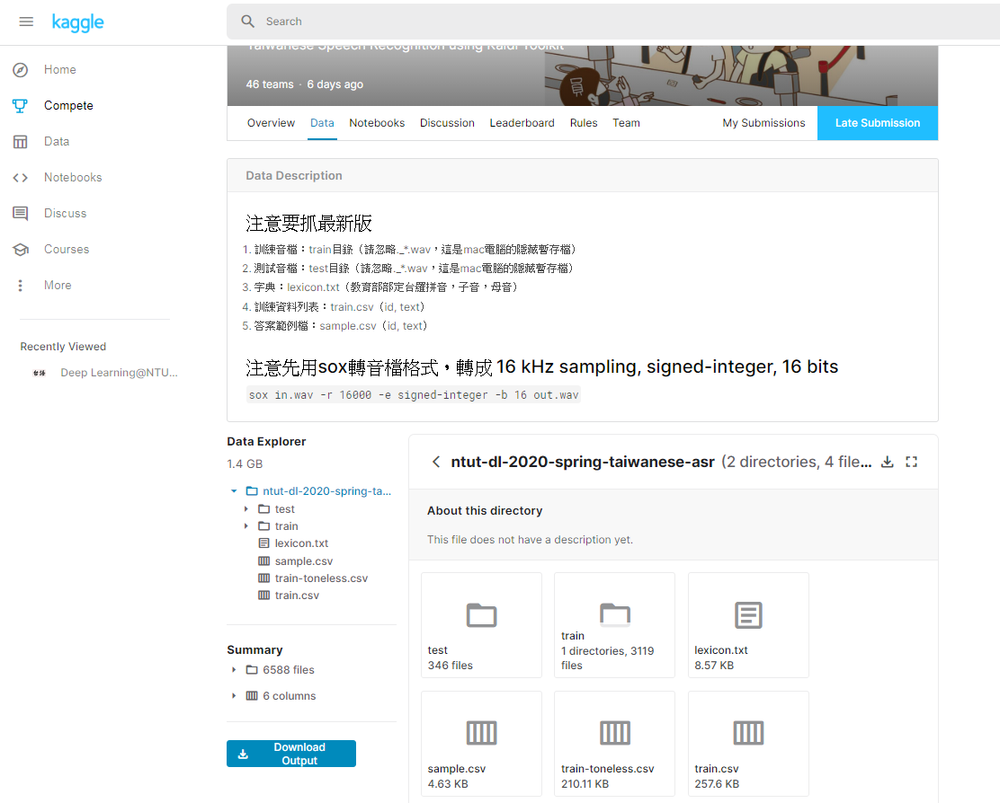 kaggle
Search
Home
Compete
Data
Notebooks
Discuss
Courses
More
Recently Viewed
Deep Learning@NTU...
Taiwanese Speech Recognition using Kaldi Toolkit
46 teams · 6 days ago
Overview Data Notebooks Discussion Leaderboard Rules Team My Submissions Late Submission
Data Description
注意要抓最新版
1. 訓練音檔：train目錄（請忽略._*.wav，這是mac電腦的隱藏暫存檔）
2. 測試音檔：test目錄（請忽略._*.wav，這是mac電腦的隱藏暫存檔）
3. 字典：lexicon.txt（教育部部定台羅拼音，子音，母音）
4. 訓練資料列表：train.csv（id, text）
5. 答案範例檔：sample.csv（id, text）
注意先用sox轉音檔格式，轉成 16 kHz sampling, signed-integer, 16 bits
sox in.wav -r 16000 -e signed-integer -b 16 out.wav
Data Explorer
1.4 GB
ntut-dl-2020-spring-ta...
test
train
lexicon.txt
sample.csv
train-toneless.csv
train.csv
Summary
6588 files
6 columns
Download
Output
ntut-dl-2020-spring-taiwanese-asr (2 directories, 4 file...
About this directory
This file does not have a description yet.
test
346 files
train
1 directories, 3119
files
lexicon.txt
8.57 KB
sample.csv
4.63 KB
train-toneless.csv
210.11 KB
train.csv
257.6 KB